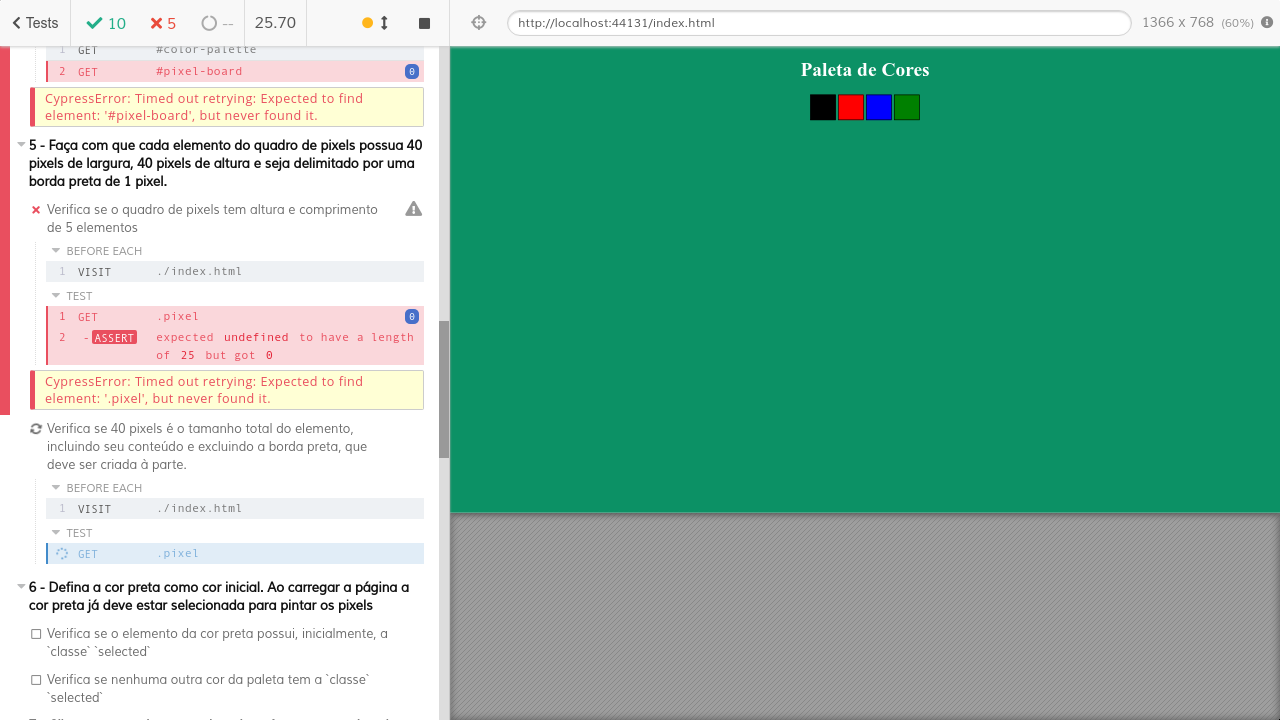 Tests 10 5 -- 25.70 http://localhost:44131/index.html 1366 x 768 (60%)
1 GET #color-palette
2 GET #pixel-board 0
CypressError: Timed out retrying: Expected to find
element: '#pixel-board', but never found it.
5 - Faça com que cada elemento do quadro de pixels possua 40
pixels de largura, 40 pixels de altura e seja delimitado por uma
borda preta de 1 pixel.
Verifica se o quadro de pixels tem altura e comprimento
de 5 elementos
BEFORE EACH
1 VISIT ./index.html
TEST
1 GET .pixel 0
2 -ASSERT expected undefined to have a length
of 25 but got 0
CypressError: Timed out retrying: Expected to find
element: '.pixel', but never found it.
Verifica se 40 pixels é o tamanho total do elemento,
incluindo seu conteúdo e excluindo a borda preta, que
deve ser criada à parte.
BEFORE EACH
1 VISIT ./index.html
TEST
GET .pixel
6 - Defina a cor preta como cor inicial. Ao carregar a página a
cor preta já deve estar selecionada para pintar os pixels
Verifica se o elemento da cor preta possui, inicialmente, a
`classe` `selected`
Verifica se nenhuma outra cor da paleta tem a `classe`
`selected`
Paleta de Cores